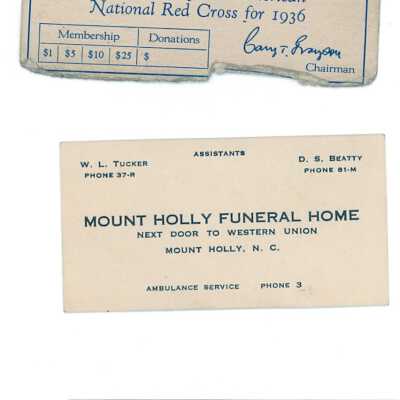 National Red Cross for 1936
Membership Donations
$1 $5 $10 $25 $
Cary T. Grayson
Chairman
ASSISTANTS
W. L. TUCKER D. S. BEATTY
PHONE 37-R PHONE 81-M
MOUNT HOLLY FUNERAL HOME
NEXT DOOR TO WESTERN UNION
MOUNT HOLLY, N. C.
AMBULANCE SERVICE PHONE 3